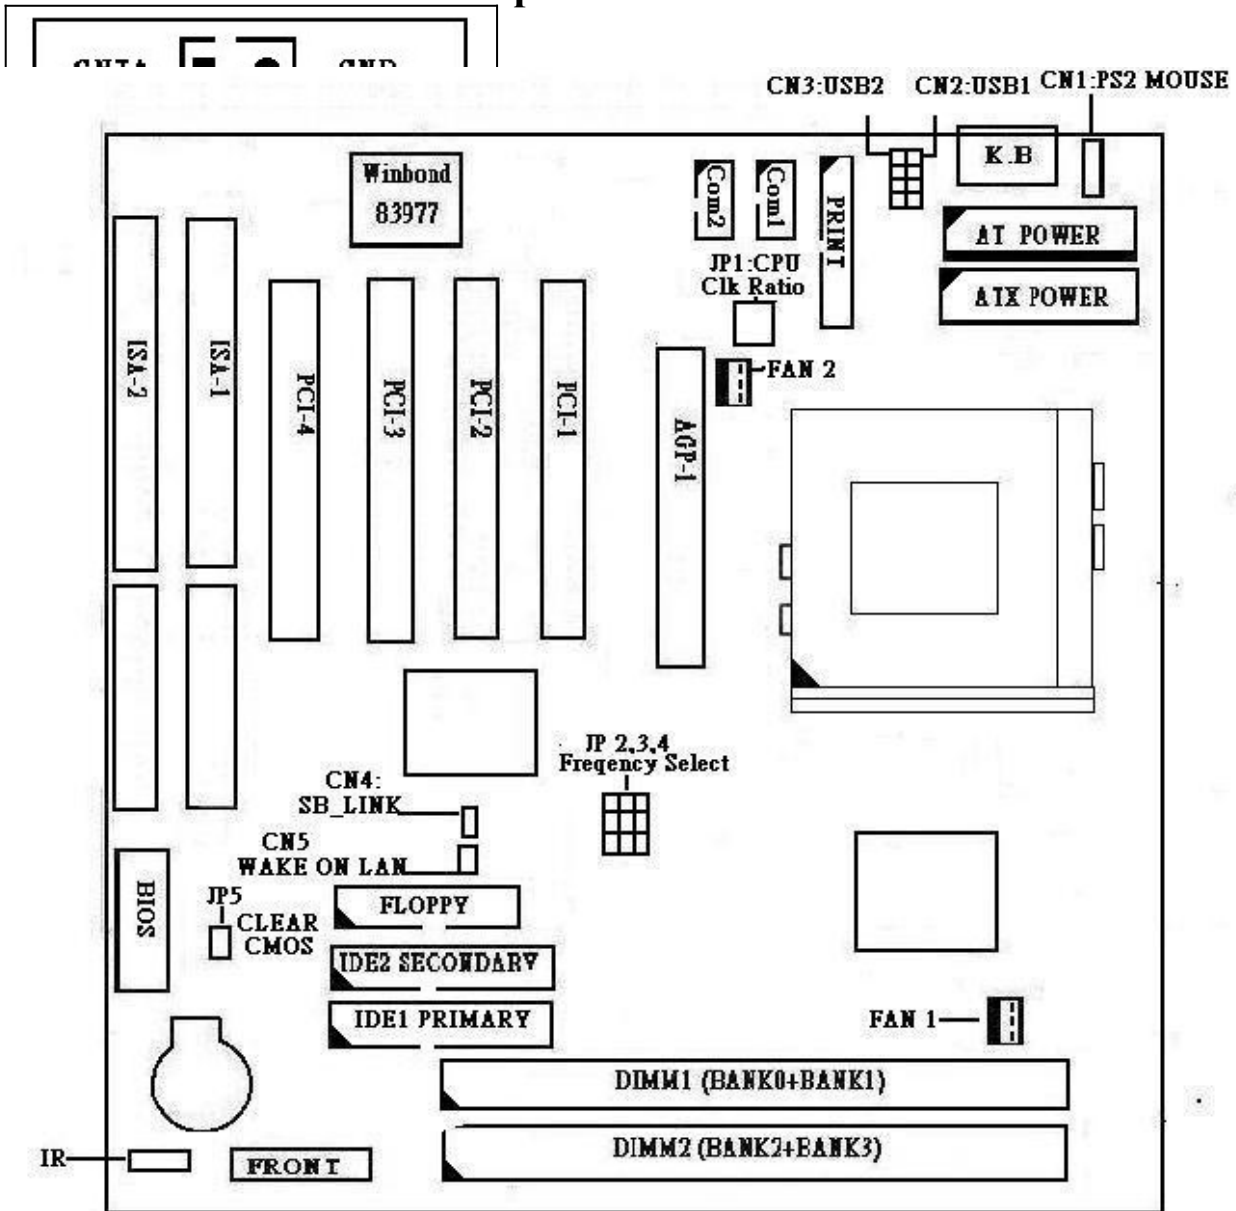 CN3:USB2
CN2:USB1
CN1:PS2 MOUSE
Winbond
83977
Com2
Com1
PRINT
K.B
AT POWER
ATX POWER
JP1:CPU
Clk Ratio
FAN 2
ISA-2
ISA-1
PCI-4
PCI-3
PCI-2
PCI-1
AGP-1
JP 2,3,4
Freqency Select
CN4:
SB_LINK
CN5
WAKE ON LAN
BIOS
JP5
CLEAR
CMOS
FLOPPY
IDE2 SECONDARY
IDE1 PRIMARY
FAN 1
DIMM1 (BANK0+BANK1)
DIMM2 (BANK2+BANK3)
IR
FRONT